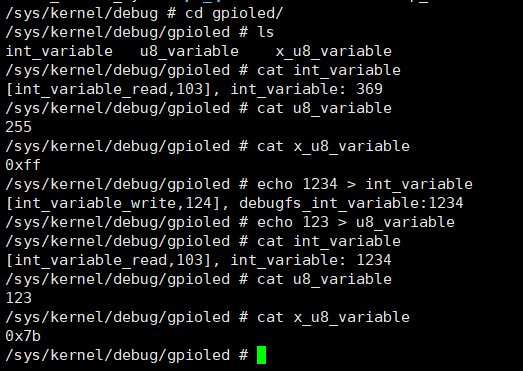 /sys/kernel/debug # cd gpioled/
/sys/kernel/debug/gpioled # ls
int_variable   u8_variable    x_u8_variable
/sys/kernel/debug/gpioled # cat int_variable
[int_variable_read,103], int_variable: 369
/sys/kernel/debug/gpioled # cat u8_variable
255
/sys/kernel/debug/gpioled # cat x_u8_variable
0xff
/sys/kernel/debug/gpioled # echo 1234 > int_variable
[int_variable_write,124], debugfs_int_variable:1234
/sys/kernel/debug/gpioled # echo 123 > u8_variable
/sys/kernel/debug/gpioled # cat int_variable
[int_variable_read,103], int_variable: 1234
/sys/kernel/debug/gpioled # cat u8_variable
123
/sys/kernel/debug/gpioled # cat x_u8_variable
0x7b
/sys/kernel/debug/gpioled #